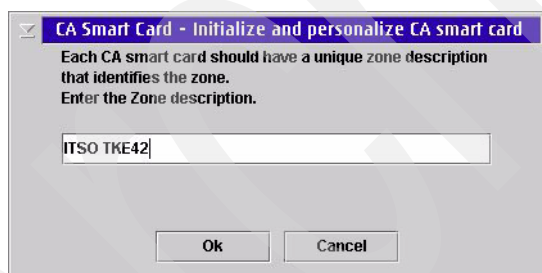 CA Smart Card - Initialize and personalize CA smart card
Each CA smart card should have a unique zone description
that identifies the zone.
Enter the Zone description.
ITSO TKE42
Ok
Cancel